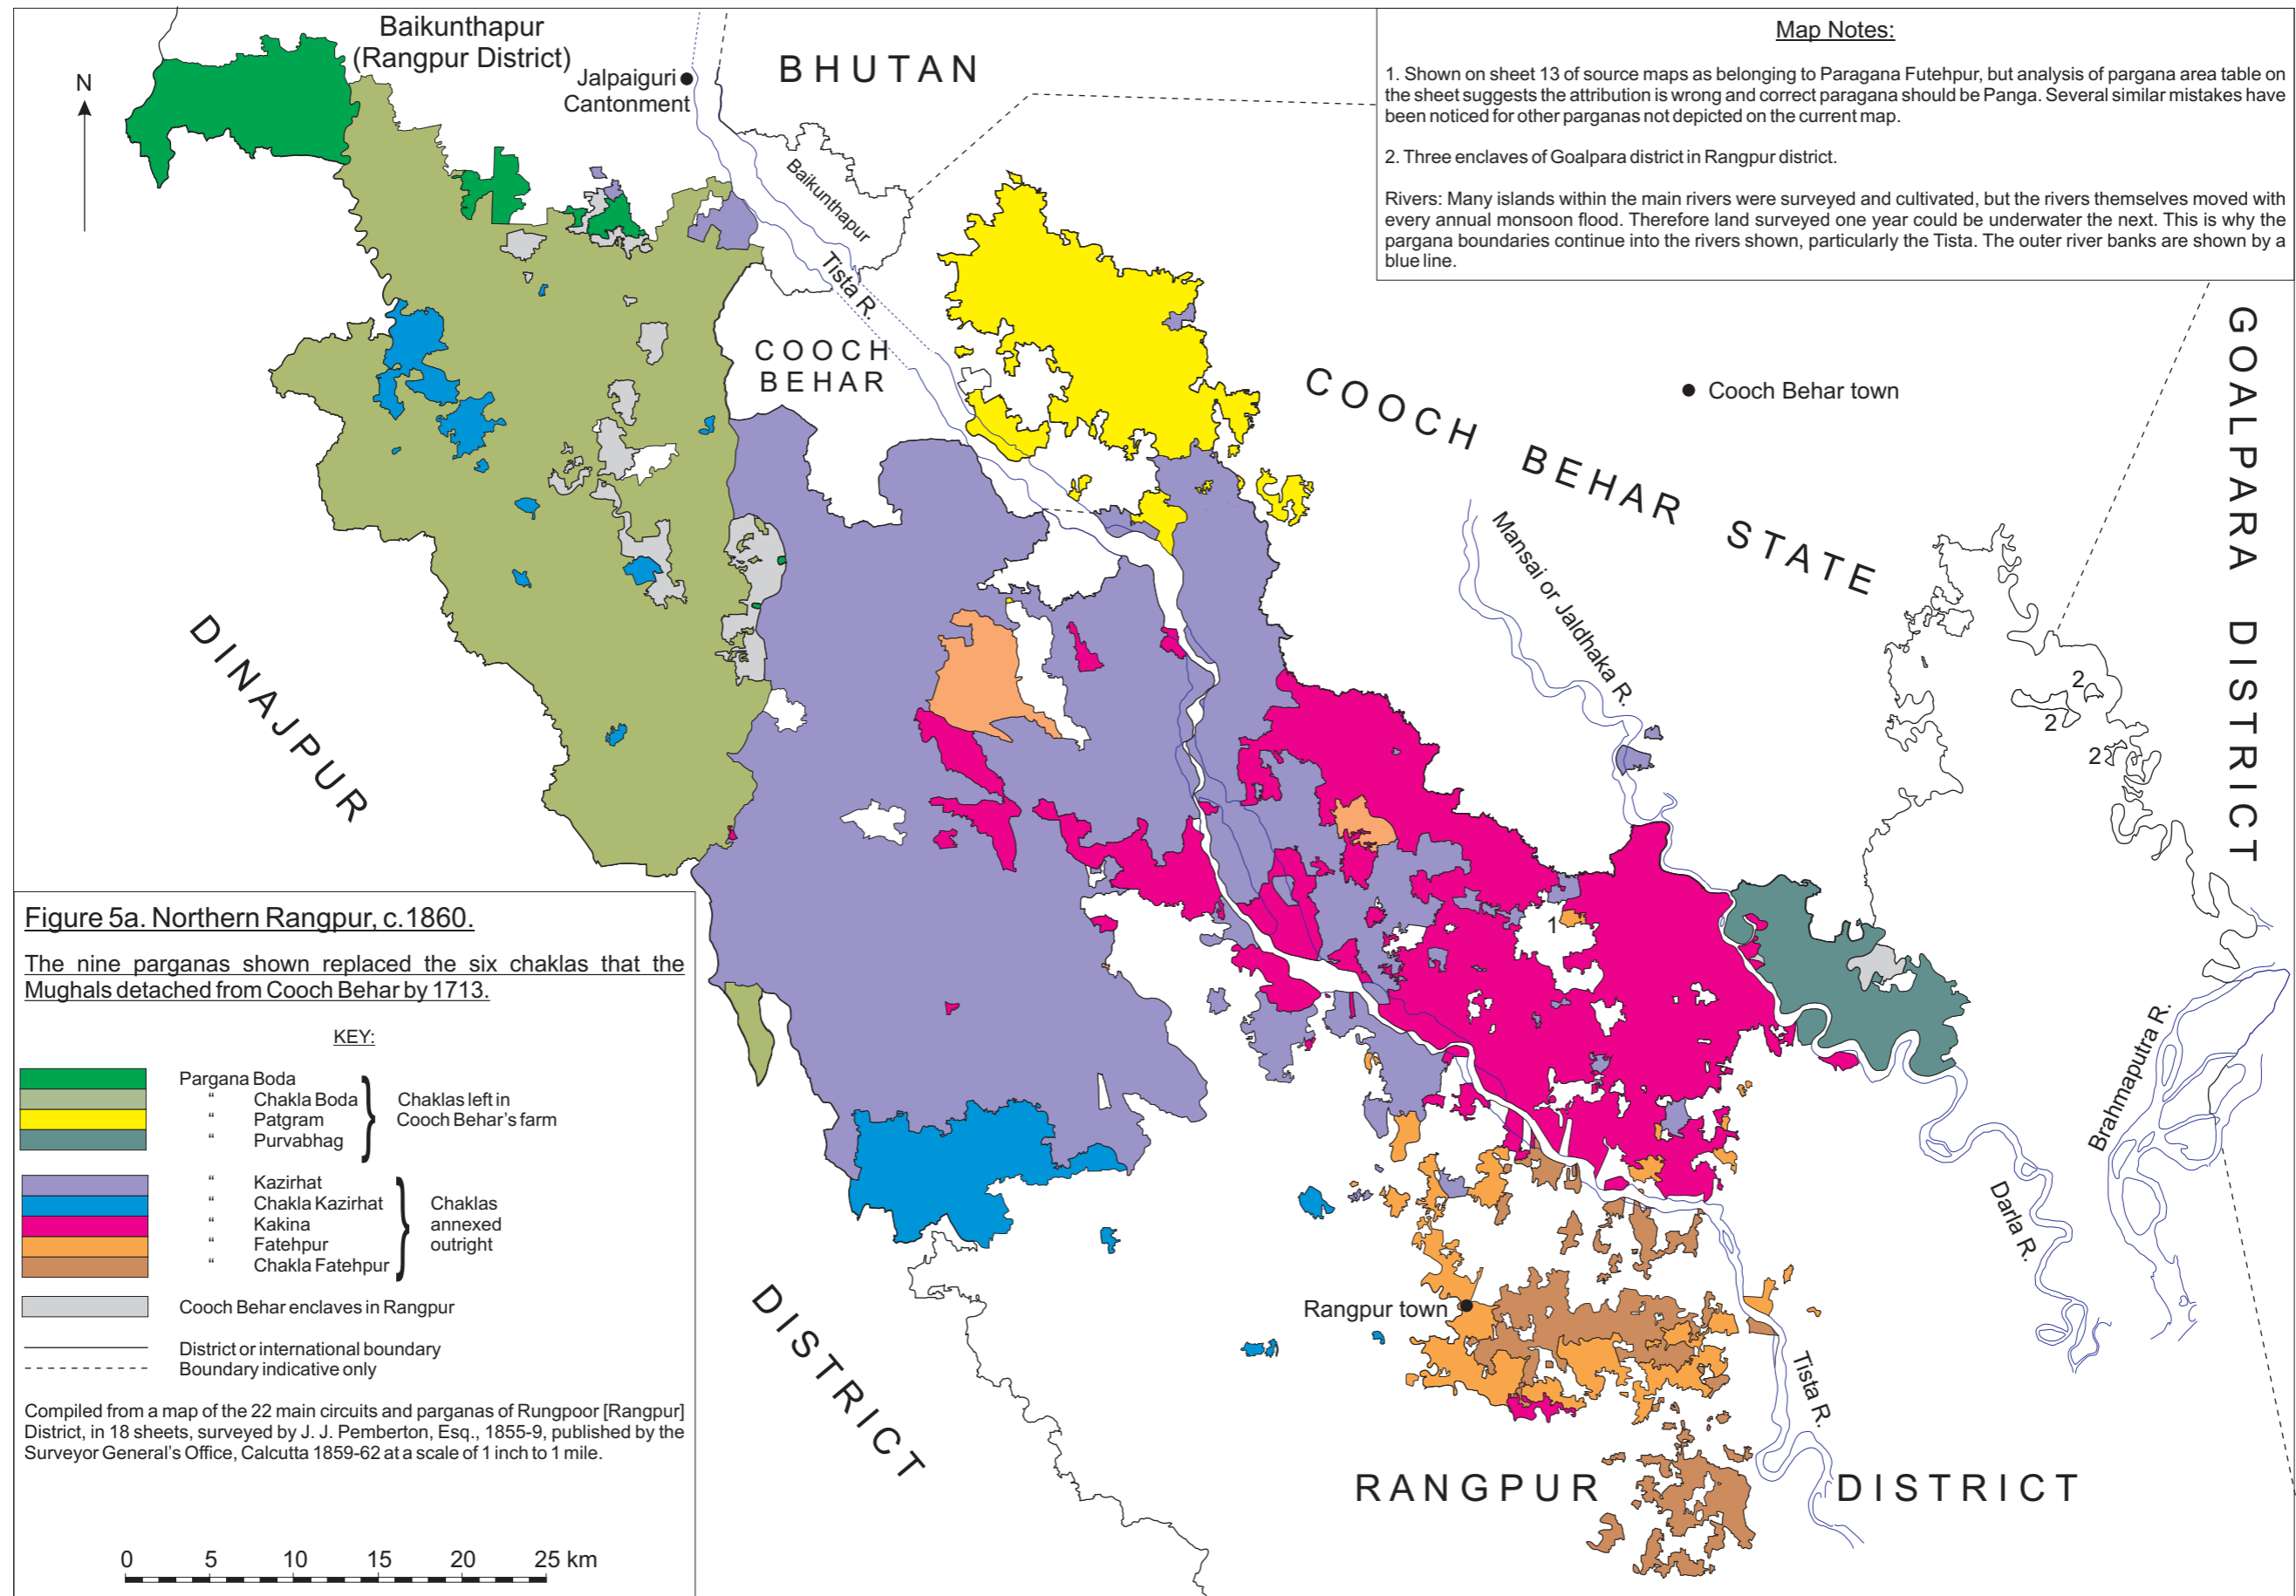 Baikunthapur
(Rangpur District)
Jalpaiguri
Cantonment
BHUTAN
N
Baikunthapur
Tista R.
COOCH
BEHAR
Map Notes:
1. Shown on sheet 13 of source maps as belonging to Paragana Futehpur, but analysis of pargana area table on
the sheet suggests the attribution is wrong and correct paragana should be Panga. Several similar mistakes have
been noticed for other parganas not depicted on the current map.
2. Three enclaves of Goalpara district in Rangpur district.
Rivers: Many islands within the main rivers were surveyed and cultivated, but the rivers themselves moved with
every annual monsoon flood. Therefore land surveyed one year could be underwater the next. This is why the
pargana boundaries continue into the rivers shown, particularly the Tista. The outer river banks are shown by a
blue line.
COOCH BEHAR STATE
Cooch Behar town
GOALPARA DISTRICT
Mansai or Jaldhaka R.
2
2
2
1
DINAJPUR
DISTRICT
Brahmaputra R.
Darla R.
Rangpur town
Tista R.
RANGPUR DISTRICT
Figure 5a. Northern Rangpur, c.1860.
The nine parganas shown replaced the six chaklas that the
Mughals detached from Cooch Behar by 1713.
KEY:
Pargana Boda
“ Chakla Boda
“ Patgram
“ Purvabhag
Chaklas left in
Cooch Behar’s farm
“ Kazirhat
“ Chakla Kazirhat
“ Kakina
“ Fatehpur
“ Chakla Fatehpur
Chaklas
annexed
outright
Cooch Behar enclaves in Rangpur
District or international boundary
Boundary indicative only
Compiled from a map of the 22 main circuits and parganas of Rungpoor [Rangpur]
District, in 18 sheets, surveyed by J. J. Pemberton, Esq., 1855-9, published by the
Surveyor General’s Office, Calcutta 1859-62 at a scale of 1 inch to 1 mile.
0 5 10 15 20 25 km